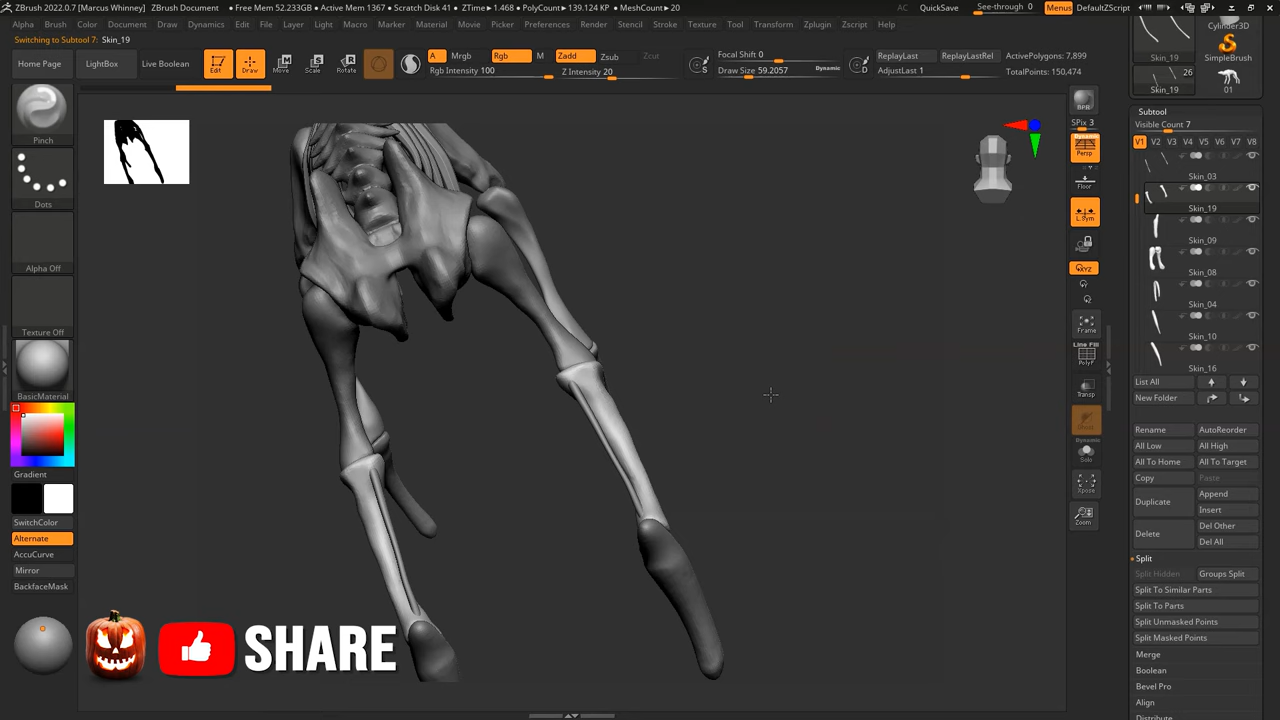 ZBrush 2022.0.7 [Marcus Whinney] ZBrush Document ● Free Mem 52.233GB ● Active Mem 1367 ● Scratch Disk 41 ● ZTime▸1.468 ● PolyCount▸139.124 KP ● MeshCount▸20
AC QuickSave See-through 0 Menus DefaultZScript
Alpha Brush Color Document Draw Dynamics Edit File Layer Light Macro Marker Material Movie Picker Preferences Render Stencil Stroke Texture Tool Transform Zplugin Zscript Help
Switching to Subtool 7: Skin_19
Home Page LightBox Live Boolean
Edit Draw Move Scale Rotate
A Mrgb Rgb M Zadd Zsub Zcut
Rgb Intensity 100 Z Intensity 20
Focal Shift 0
Draw Size 59.2057 Dynamic
S
D
ReplayLast ReplayLastRel
AdjustLast 1
ActivePolygons: 7,899
TotalPoints: 150,474
Pinch
Dots
Alpha Off
Texture Off
BasicMaterial
Gradient
SwitchColor
Alternate
AccuCurve
Mirror
BackfaceMask
SHARE
BPR
SPix 3
Dynamic
Persp
Floor
L.Sym
XYZ
Frame
Line Fill
PolyF
Transp
Dynamic
Solo
Xpose
Zoom
Cylinder3D
Skin_19 SimpleBrush
26
Skin_19 01
Subtool
Visible Count 7
V1 V2 V3 V4 V5 V6 V7 V8
Skin_03
Skin_19
Skin_09
Skin_08
Skin_04
Skin_10
Skin_16
List All
New Folder
Rename AutoReorder
All Low All High
All To Home All To Target
Copy Paste
Duplicate Append
Insert
Delete Del Other
Del All
Split
Split Hidden Groups Split
Split To Similar Parts
Split To Parts
Split Unmasked Points
Split Masked Points
Merge
Boolean
Bevel Pro
Align
Distribute